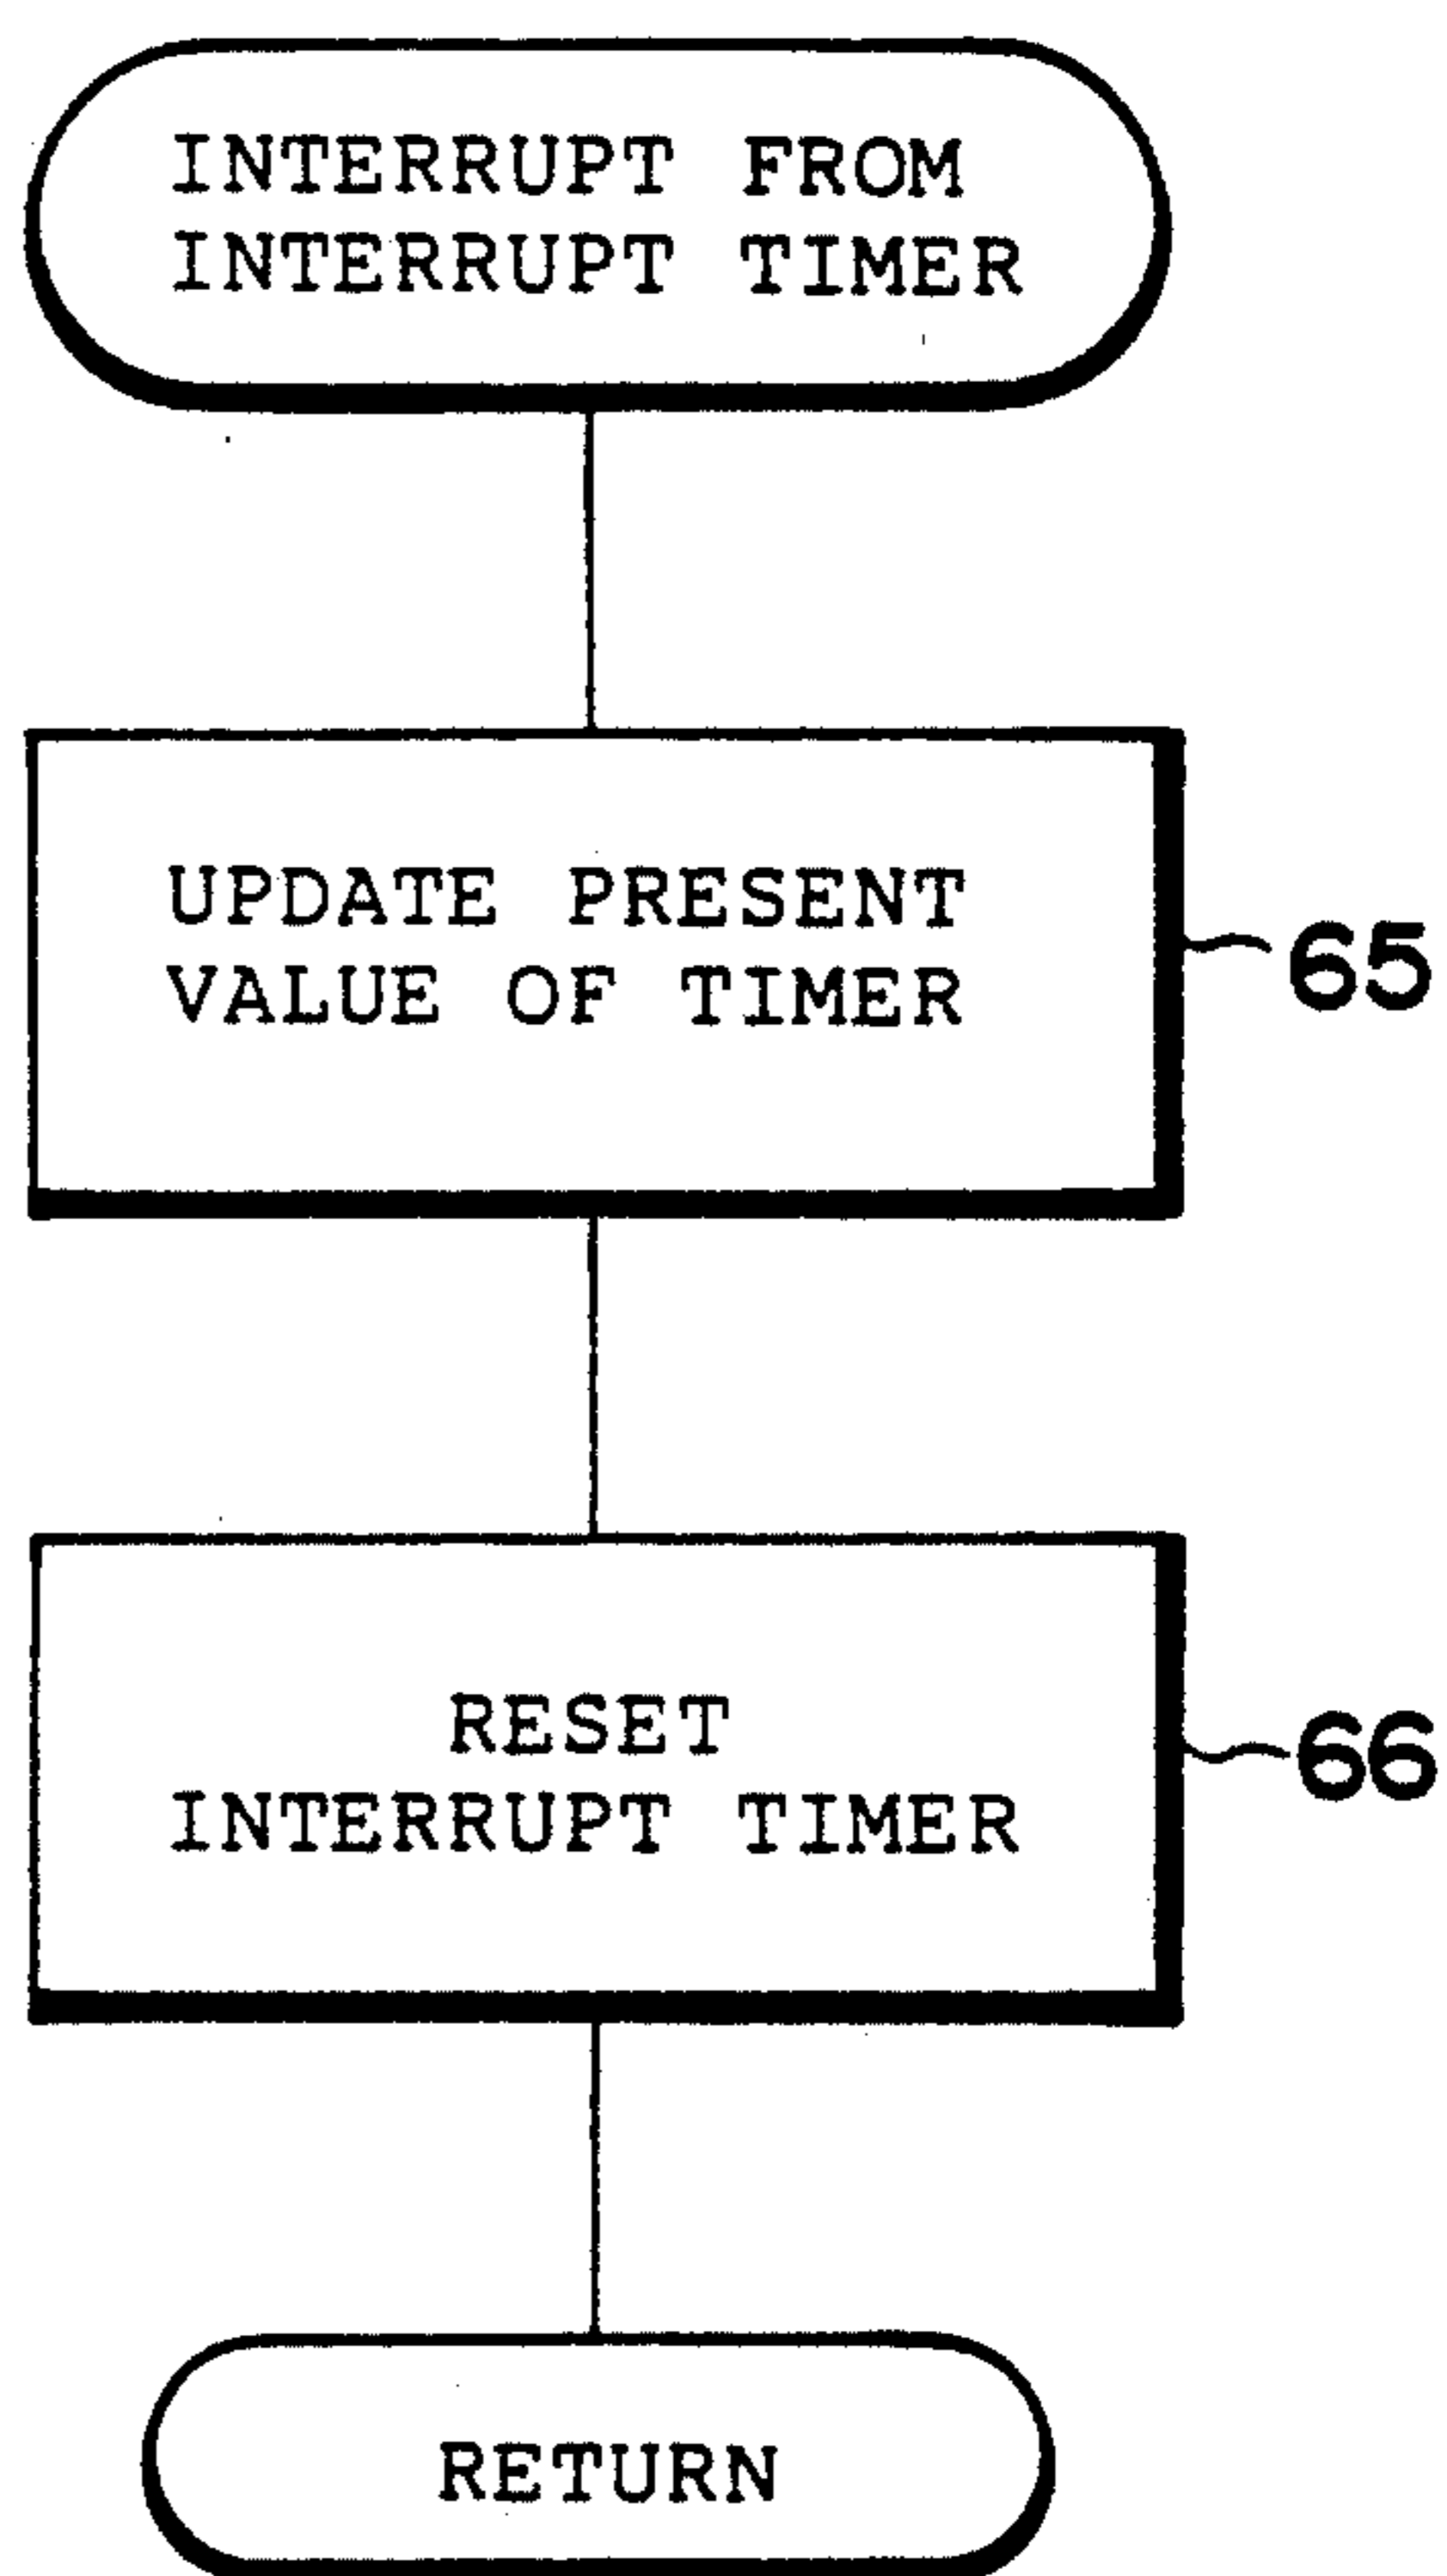 INTERRUPT FROM
INTERRUPT TIMER
UPDATE PRESENT
VALUE OF TIMER
65
RESET
INTERRUPT TIMER
66
RETURN